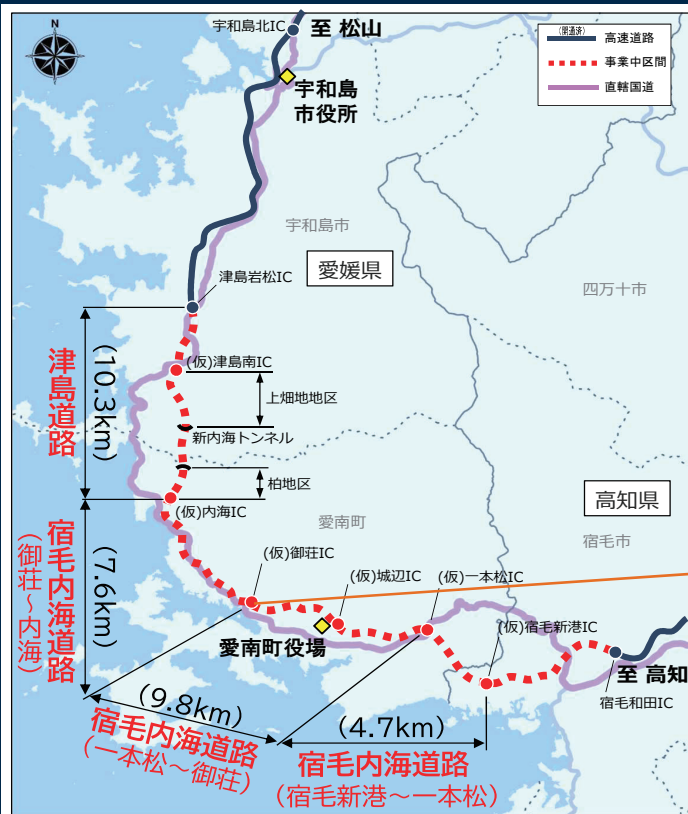 N
宇和島北IC
至 松山
(開通済)
高速道路
事業中区間
直轄国道
宇和島
市役所
宇和島市
津島岩松IC
愛媛県
四万十市
津島道路
(10.3km)
(仮)津島南IC
上畑地地区
新内海トンネル
柏地区
(仮)内海IC
高知県
愛南町
宿毛市
宿毛内海道路
(御荘～内海)
(7.6km)
(仮)御荘IC
(仮)城辺IC
(仮)一本松IC
(仮)宿毛新港IC
愛南町役場
至 高知
宿毛和田IC
(9.8km)
宿毛内海道路
(一本松～御荘)
(4.7km)
宿毛内海道路
(宿毛新港～一本松)